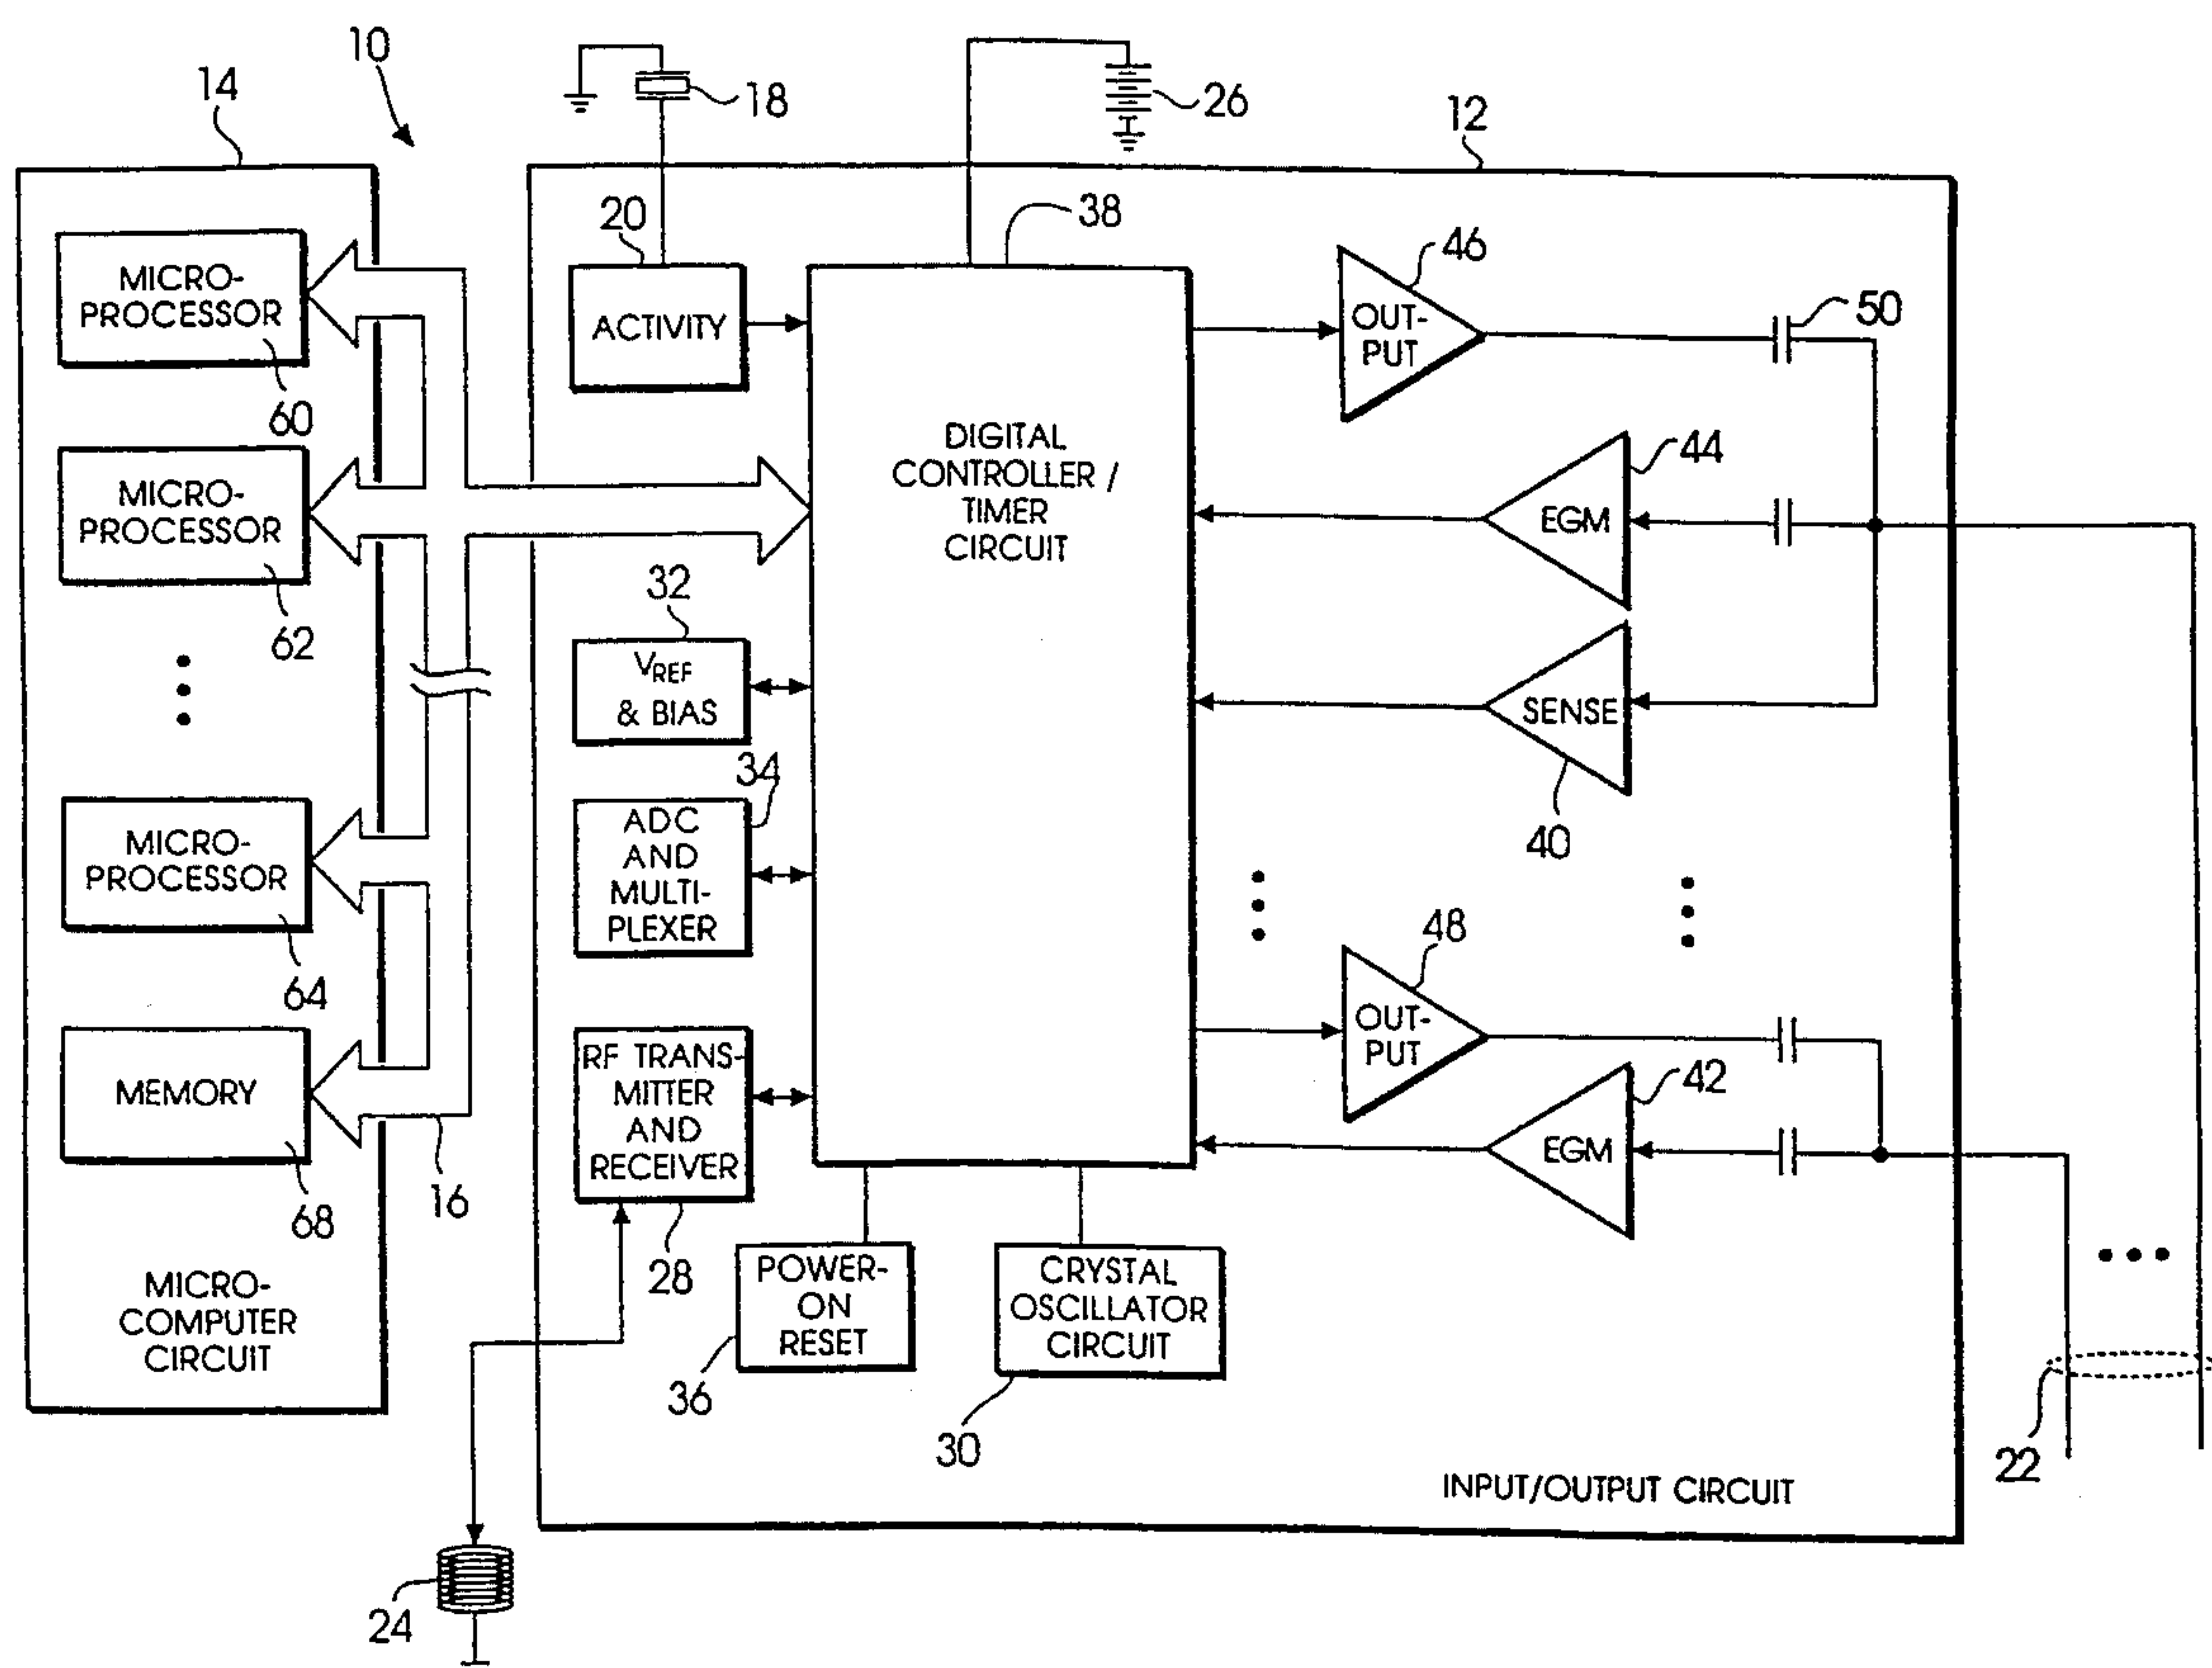 10
14
18
26
12
MICRO-
PROCESSOR
60
MICRO-
PROCESSOR
62
MICRO-
PROCESSOR
64
MEMORY
68
16
MICRO-
COMPUTER
CIRCUIT
20
ACTIVITY
38
DIGITAL
CONTROLLER /
TIMER
CIRCUIT
32
VREF
& BIAS
34
ADC
AND
MULTI-
PLEXER
RF TRANS-
MITTER
AND
RECEIVER
28
POWER-
ON
RESET
36
CRYSTAL
OSCILLATOR
CIRCUIT
30
24
46
OUT-
PUT
50
44
EGM
SENSE
40
48
OUT-
PUT
42
EGM
22
INPUT/OUTPUT CIRCUIT